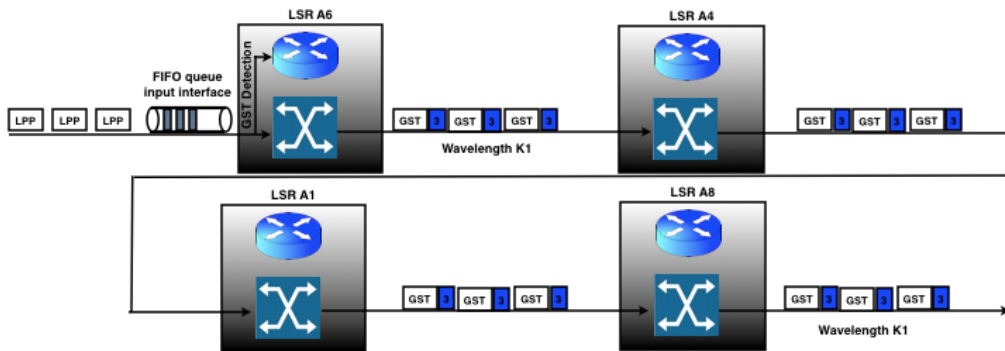 LSR A6
LSR A4
GST Detection
FIFO queue
input interface
LPP LPP LPP
GST 3 GST 3 GST 3
GST 3 GST 3 GST 3
Wavelength K1
LSR A1
LSR A8
GST 3 GST 3 GST 3
GST 3 GST 3 GST 3
Wavelength K1